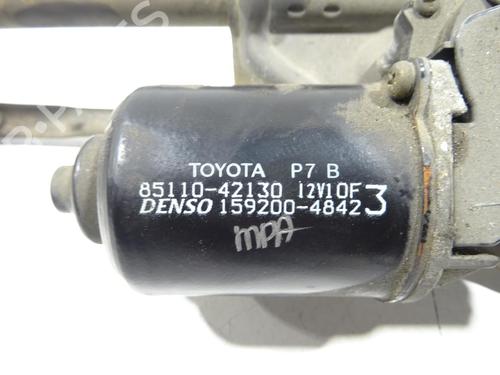 TOYOTA P7 B
85110-42130 12V10F
DENSO 159200-4842 3
MPA